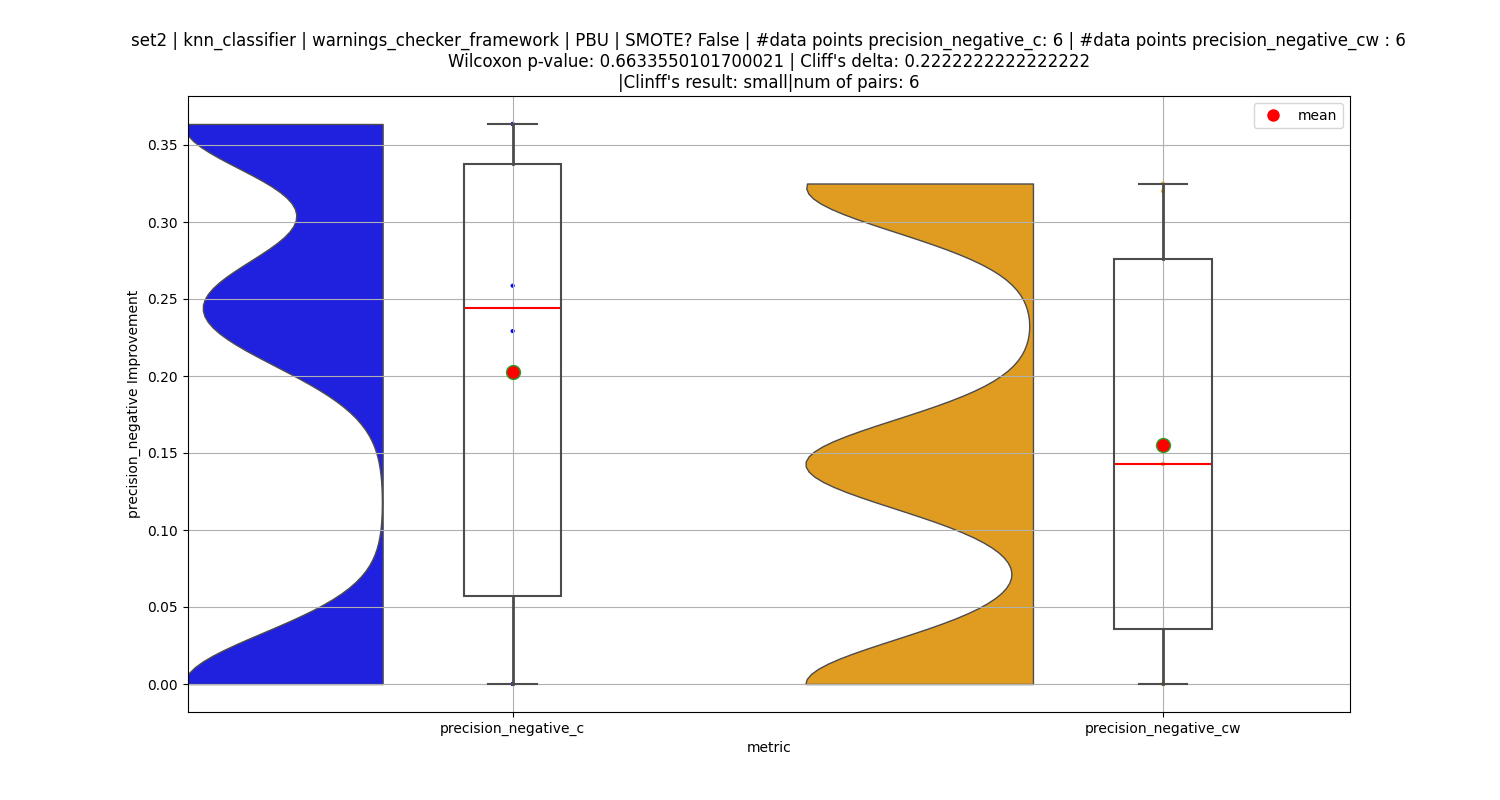 set2 | knn_classifier | warnings_checker_framework | PBU | SMOTE? False | #data points precision_negative_c: 6 | #data points precision_negative_cw : 6
Wilcoxon p-value: 0.6633550101700021 | Cliff's delta: 0.2222222222222222
|Clinff's result: small|num of pairs: 6
mean
0.35
0.30
0.25
0.20
0.15
0.10
0.05
0.00
precision_negative Improvement
precision_negative_c
precision_negative_cw
metric